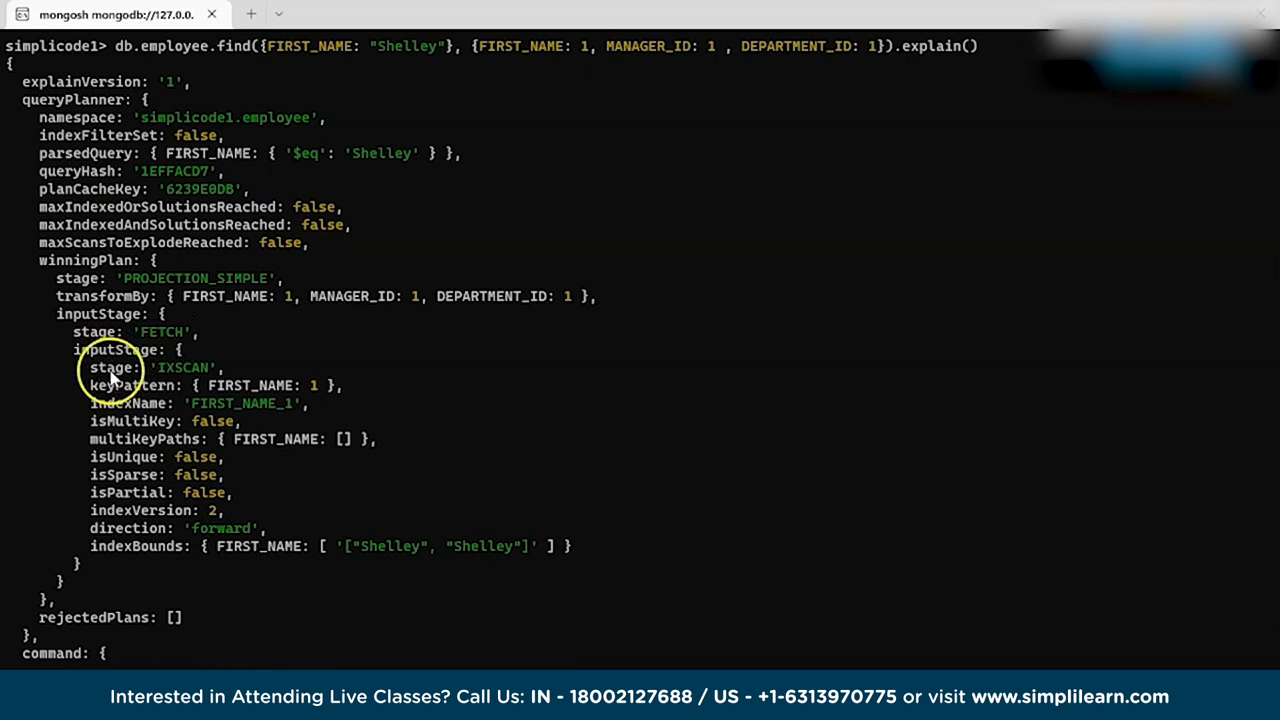 mongosh mongodb://127.0.0.
simplicode1> db.employee.find({FIRST_NAME: "Shelley"}, {FIRST_NAME: 1, MANAGER_ID: 1 , DEPARTMENT_ID: 1}).explain()
{
explainVersion: '1',
queryPlanner: {
namespace: 'simplicode1.employee',
indexFilterSet: false,
parsedQuery: { FIRST_NAME: { '$eq': 'Shelley' } },
queryHash: '1EFFACD7',
planCacheKey: '6239E0DB',
maxIndexedOrSolutionsReached: false,
maxIndexedAndSolutionsReached: false,
maxScansToExplodeReached: false,
winningPlan: {
stage: 'PROJECTION_SIMPLE',
transformBy: { FIRST_NAME: 1, MANAGER_ID: 1, DEPARTMENT_ID: 1 },
inputStage: {
stage: 'FETCH',
inputStage: {
stage: 'IXSCAN',
keyPattern: { FIRST_NAME: 1 },
indexName: 'FIRST_NAME_1',
isMultiKey: false,
multiKeyPaths: { FIRST_NAME: [] },
isUnique: false,
isSparse: false,
isPartial: false,
indexVersion: 2,
direction: 'forward',
indexBounds: { FIRST_NAME: [ '["Shelley", "Shelley"]' ] }
}
}
},
rejectedPlans: []
},
command: {
Interested in Attending Live Classes? Call Us: IN - 18002127688 / US - +1-6313970775 or visit www.simplilearn.com